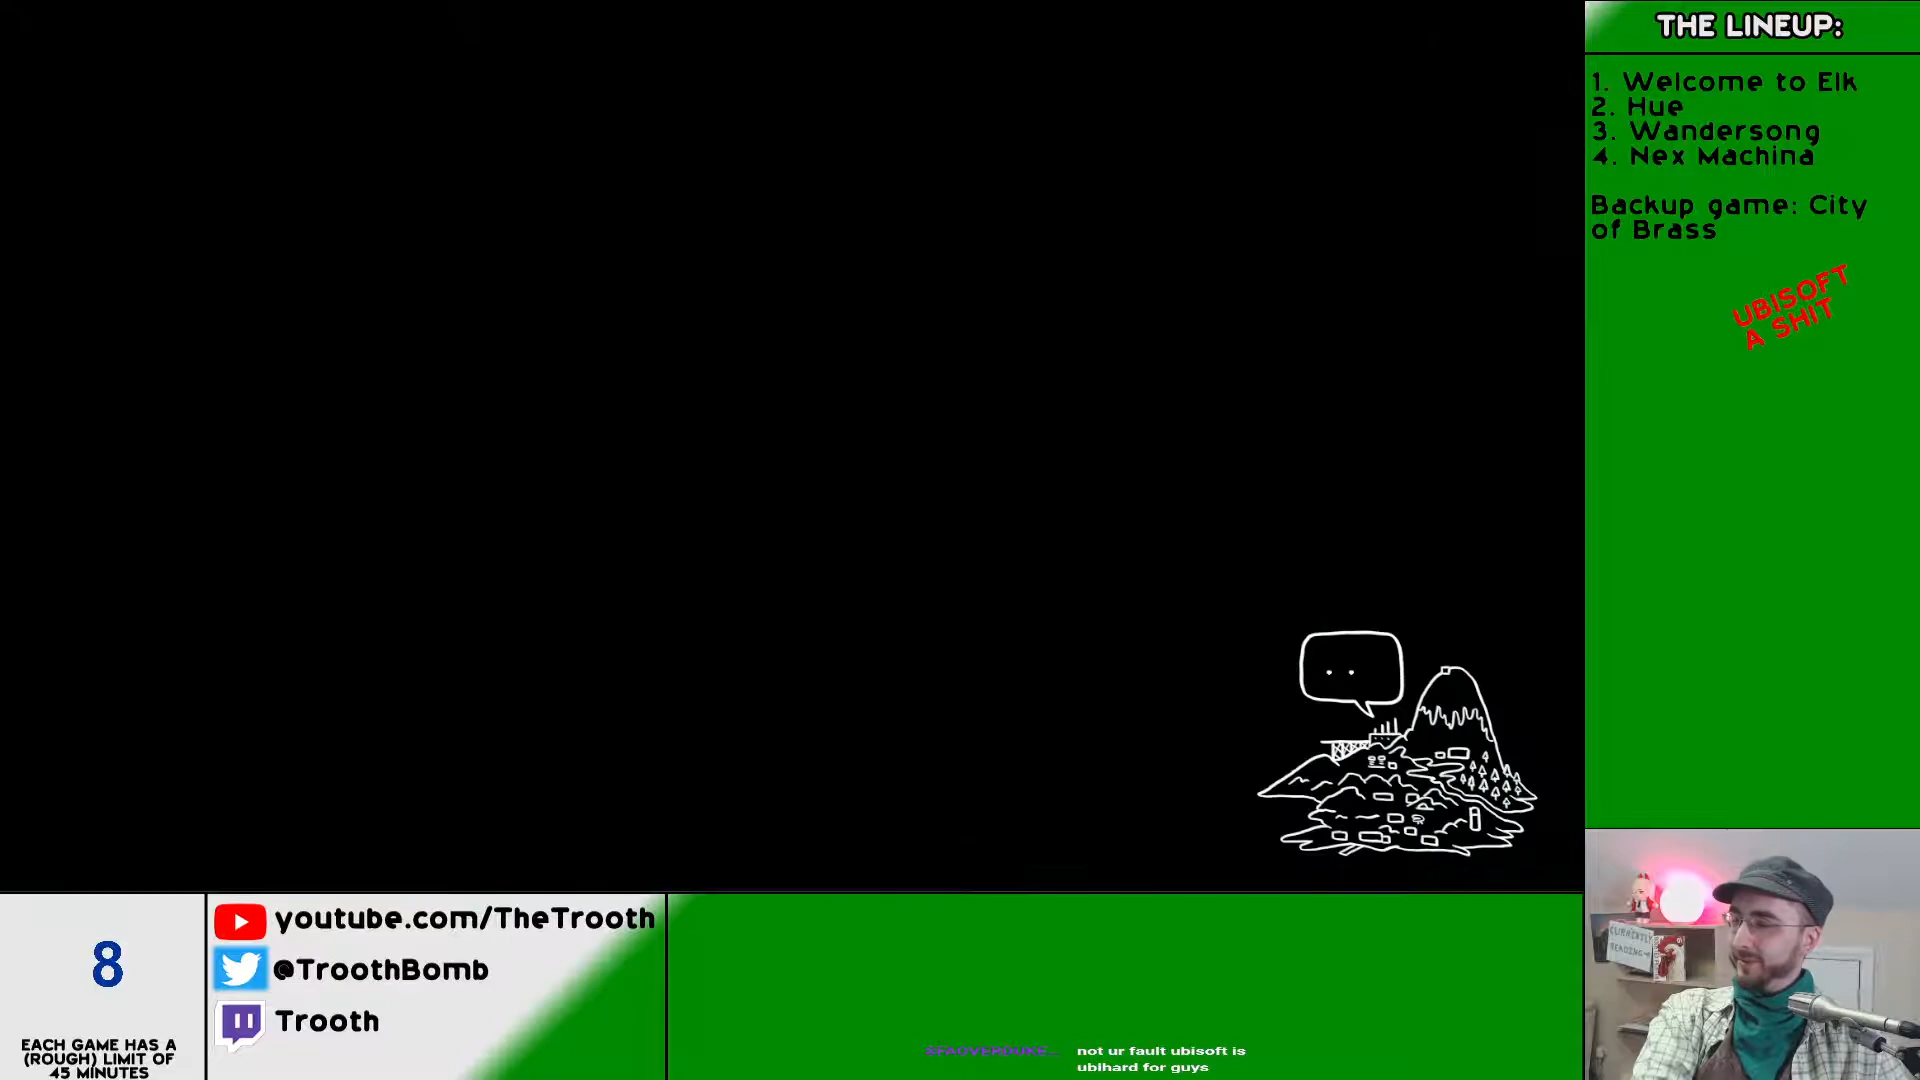 THE LINEUP:
1. Welcome to Elk
2. Hue
3. Wandersong
4. Nex Machina
Backup game: City
of Brass
UBISOFT
A SHIT
8
EACH GAME HAS A
(ROUGH) LIMIT OF
45 MINUTES
youtube.com/TheTrooth
@TroothBomb
Trooth
not ur fault ubisoft is
ubihard for guys
CURRENTLY
READING